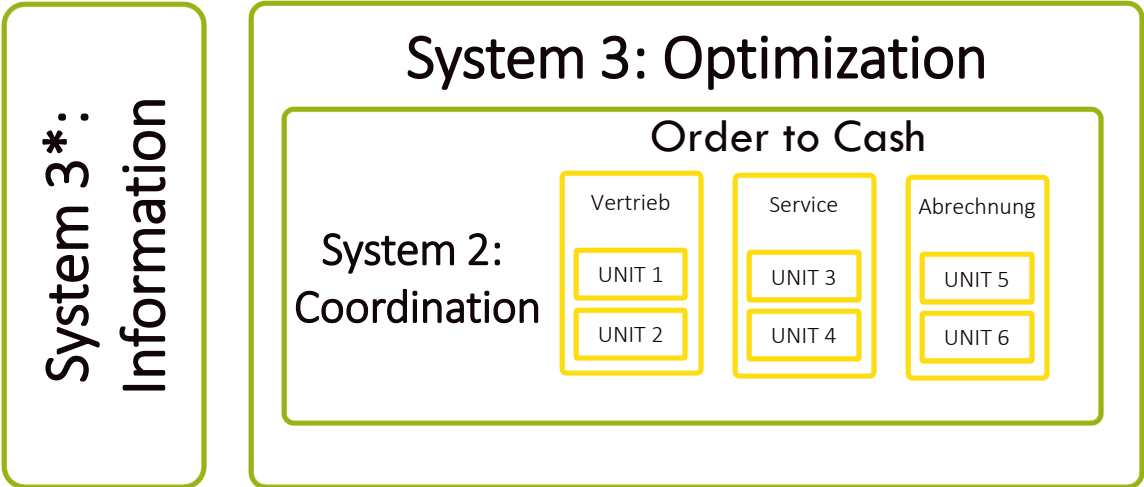 System 3*:
Information
System 3: Optimization
Order to Cash
System 2:
Coordination
Vertrieb
UNIT 1
UNIT 2
Service
UNIT 3
UNIT 4
Abrechnung
UNIT 5
UNIT 6